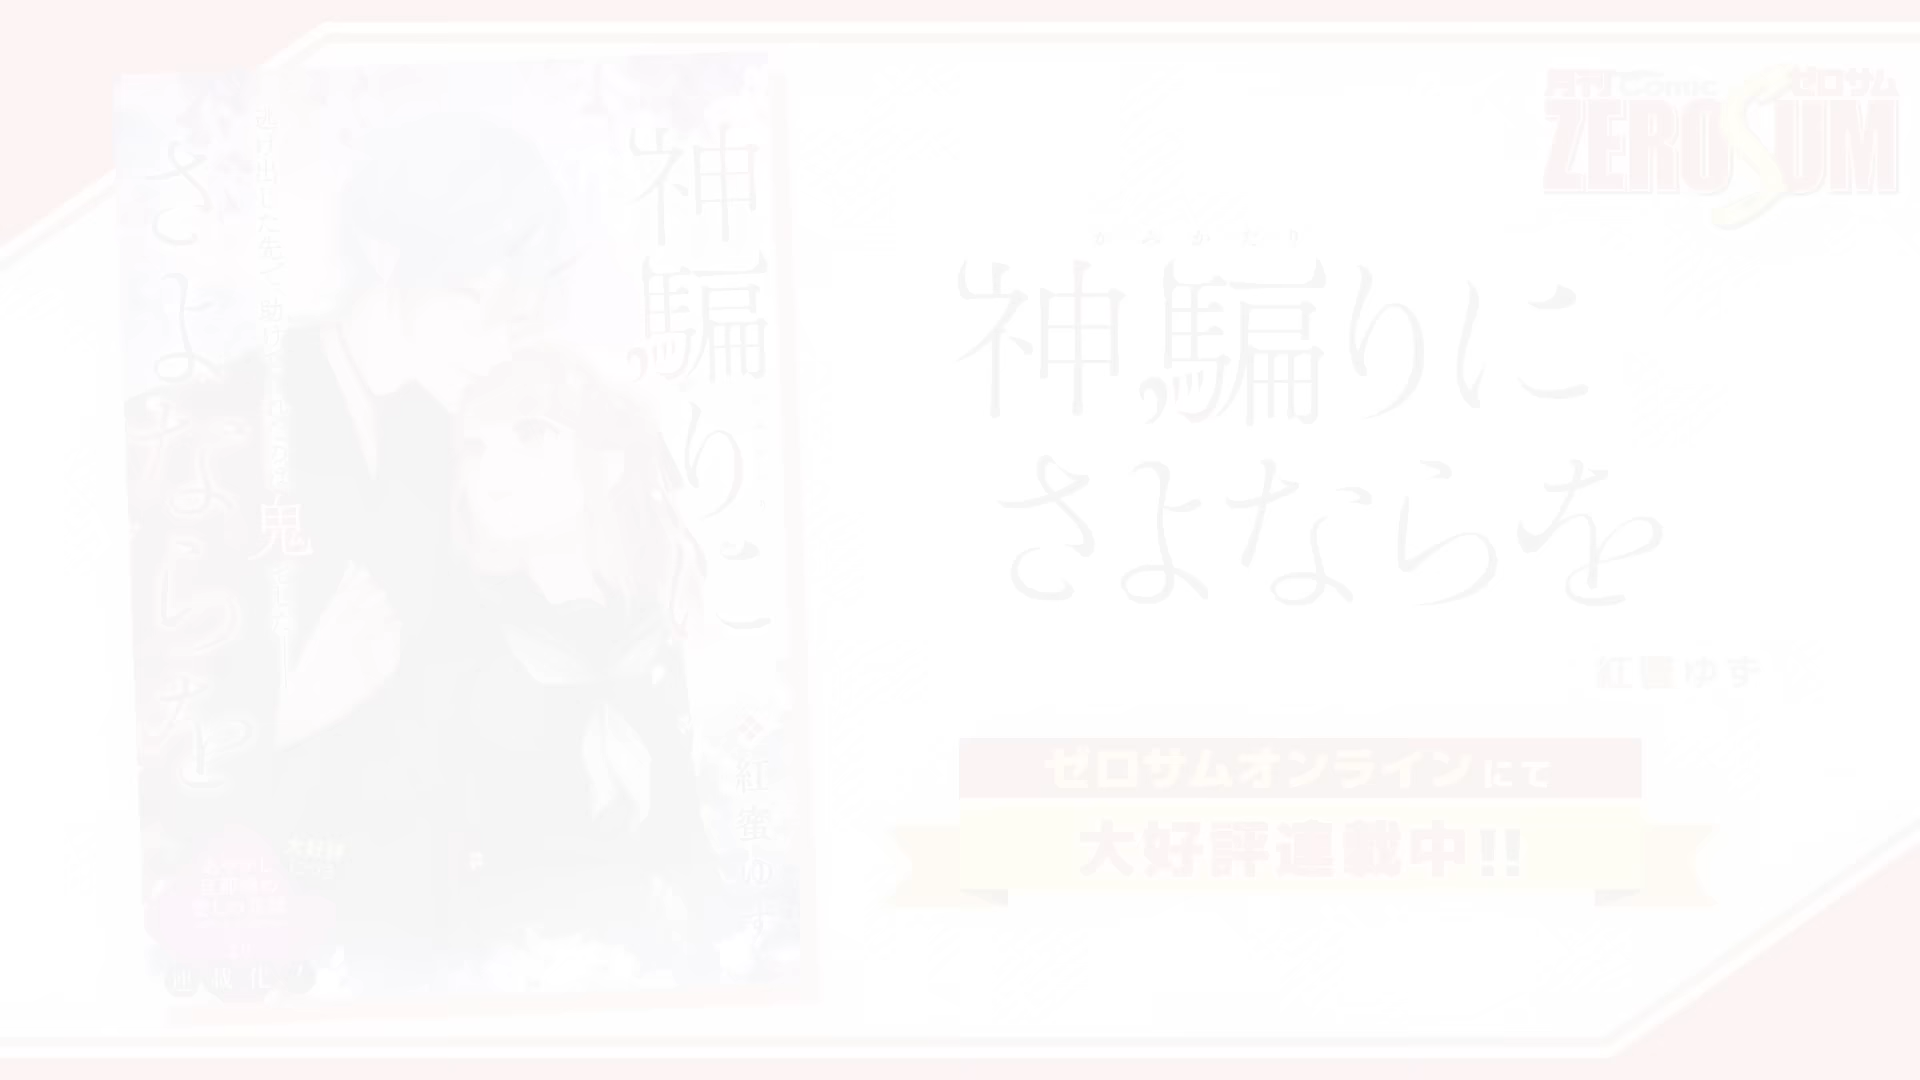 神騙りに
さよならを
逃げ出した先で助けてくれたのは鬼でした――
紅蜜ゆず
連載化
月刊Comicゼロサム
ZEROSUM
かみかたり
神騙りに
さよならを
紅蜜ゆず
ゼロサムオンラインにて
大好評連載中!!